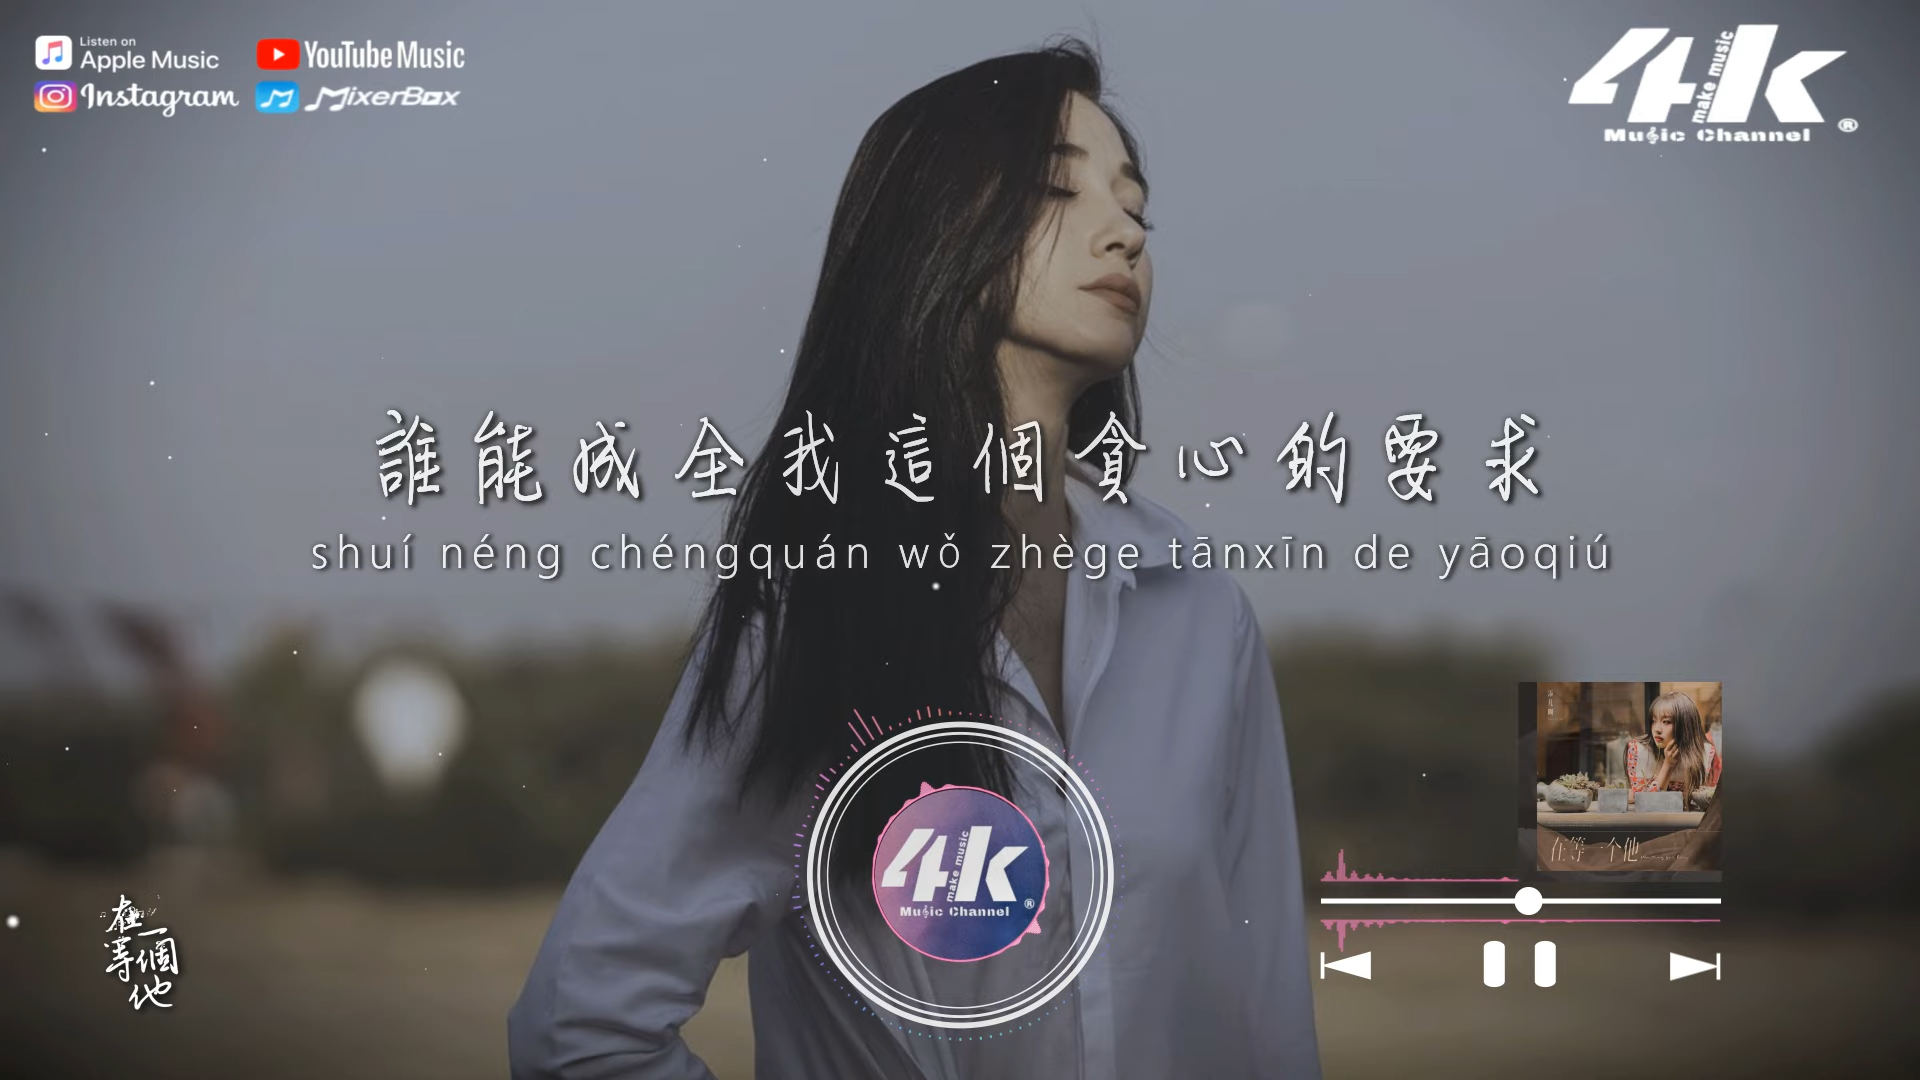 Listen on
Apple Music
YouTube Music
Instagram
MixerBox
4k
make music
Music Channel ®
誰能成全我這個貪心的要求
shuí néng chéngquán wǒ zhège tānxīn de yāoqiú
4k
make music
Music Channel ®
在等一个他
在一
等個
他